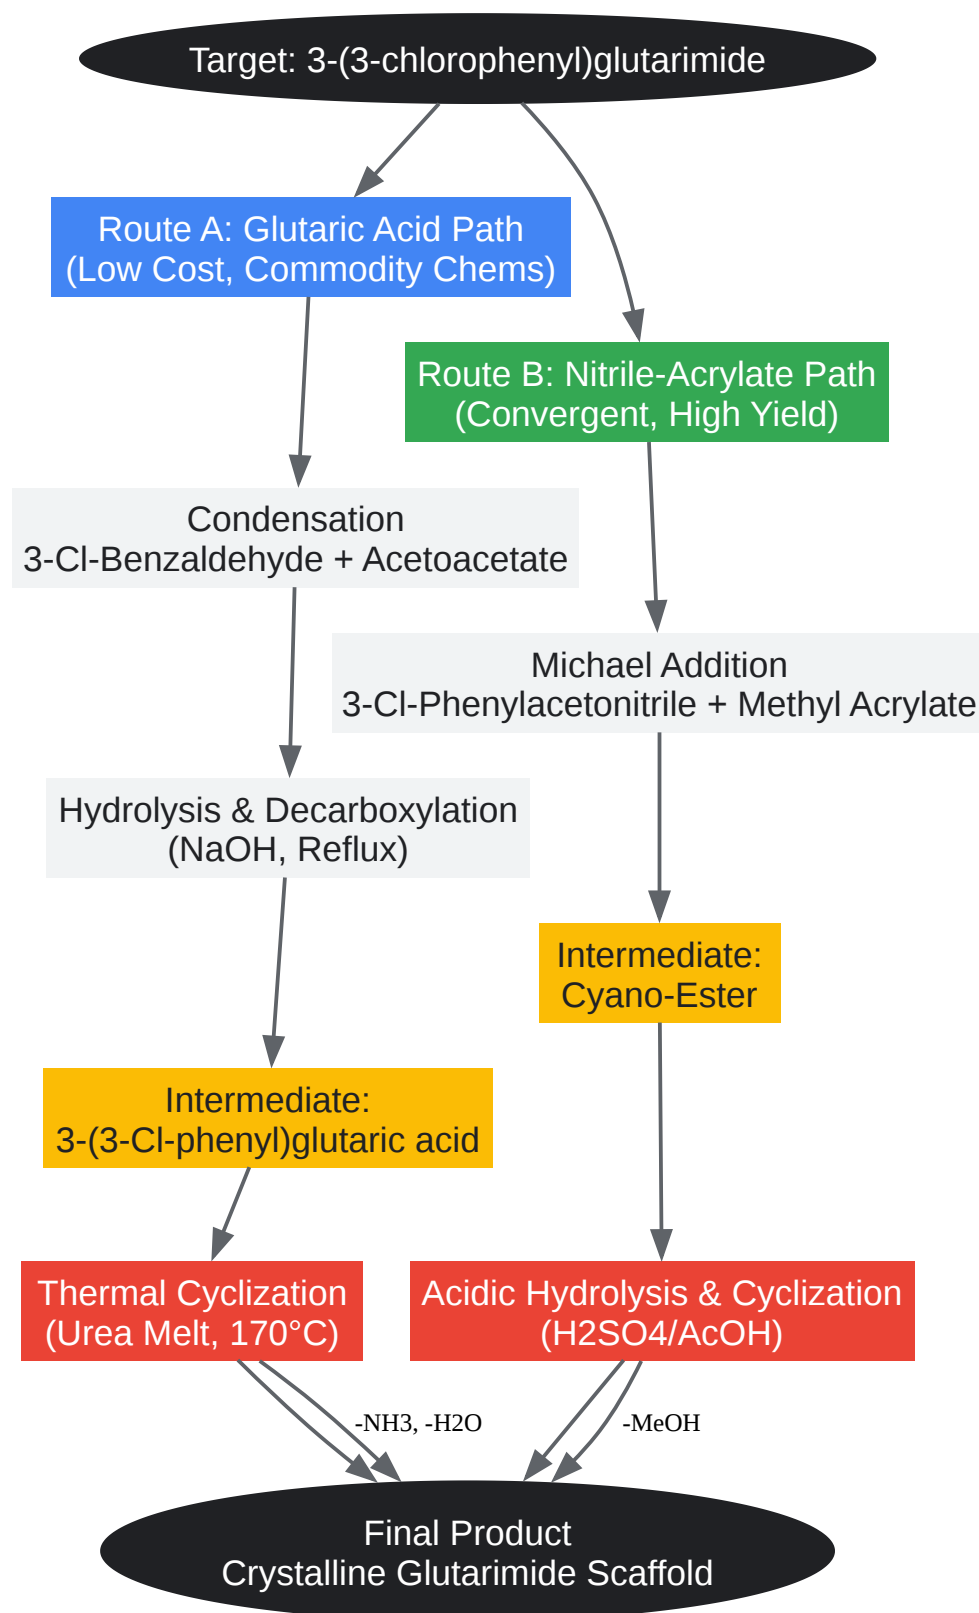 Target: 3-(3-chlorophenyl)glutarimide
Route A: Glutaric Acid Path
(Low Cost, Commodity Chems)
Route B: Nitrile-Acrylate Path
(Convergent, High Yield)
Condensation
3-Cl-Benzaldehyde + Acetoacetate
Michael Addition
3-Cl-Phenylacetonitrile + Methyl Acrylate
Hydrolysis & Decarboxylation
(NaOH, Reflux)
Intermediate:
Cyano-Ester
Intermediate:
3-(3-Cl-phenyl)glutaric acid
Thermal Cyclization
(Urea Melt, 170°C)
Acidic Hydrolysis & Cyclization
(H2SO4/AcOH)
-NH3, -H2O
-MeOH
Final Product
Crystalline Glutarimide Scaffold